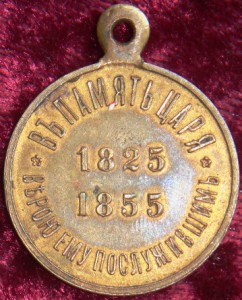 ВЪ ПАМЯТЬ ЦАРЯ
1825
1855
ВѢРОЮ ЕМУ ПОСЛУЖИВШИМЪ